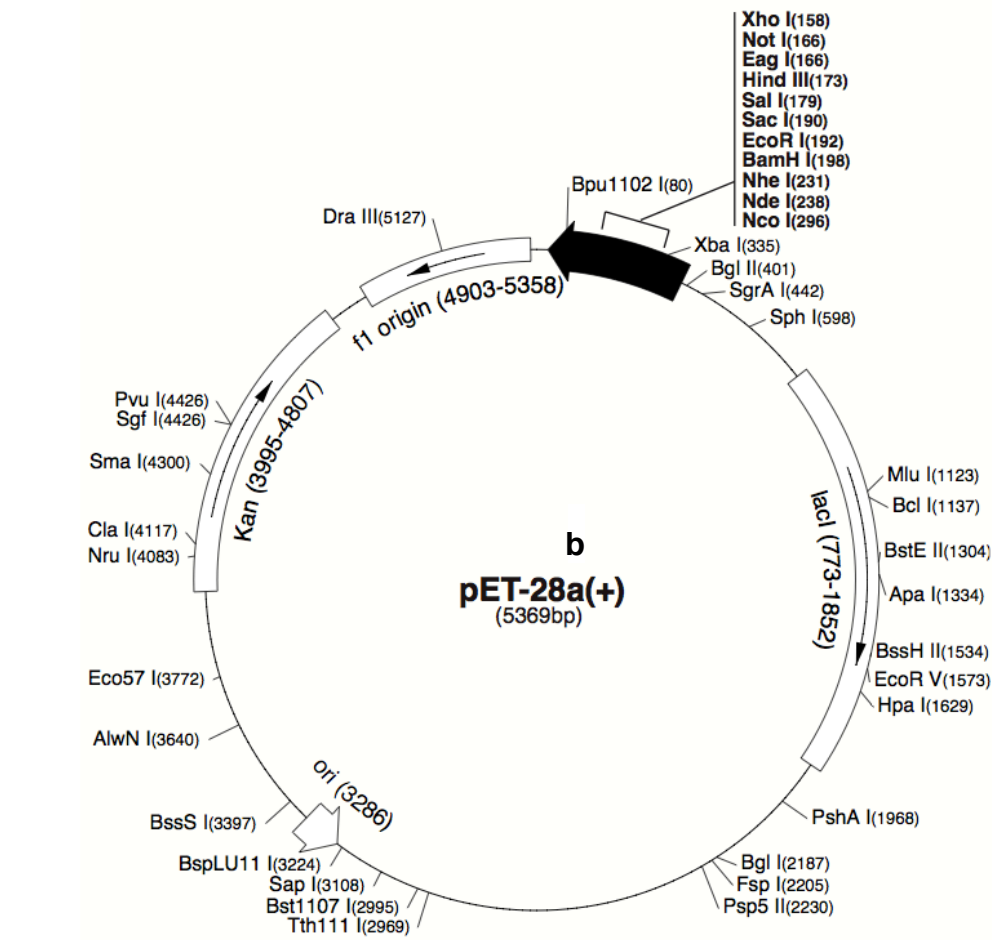 Xho I(158)
Not I(166)
Eag I(166)
Hind III(173)
Sal I(179)
Sac I(190)
EcoR I(192)
BamH I(198)
Nhe I(231)
Nde I(238)
Nco I(296)
Bpu1102 I(80)
Dra III(5127)
Xba I(335)
Bgl II(401)
SgrA I(442)
Sph I(598)
f1 origin (4903-5358)
Pvu I(4426)
Sgf I(4426)
Sma I(4300)
Cla I(4117)
Nru I(4083)
Kan (3995-4807)
Mlu I(1123)
Bcl I(1137)
BstE II(1304)
Apa I(1334)
BssH II(1534)
EcoR V(1573)
Hpa I(1629)
lacI (773-1852)
b
pET-28a(+)
(5369bp)
Eco57 I(3772)
AlwN I(3640)
ori (3286)
BssS I(3397)
BspLU11 I(3224)
Sap I(3108)
Bst1107 I(2995)
Tth111 I(2969)
PshA I(1968)
Bgl I(2187)
Fsp I(2205)
Psp5 II(2230)